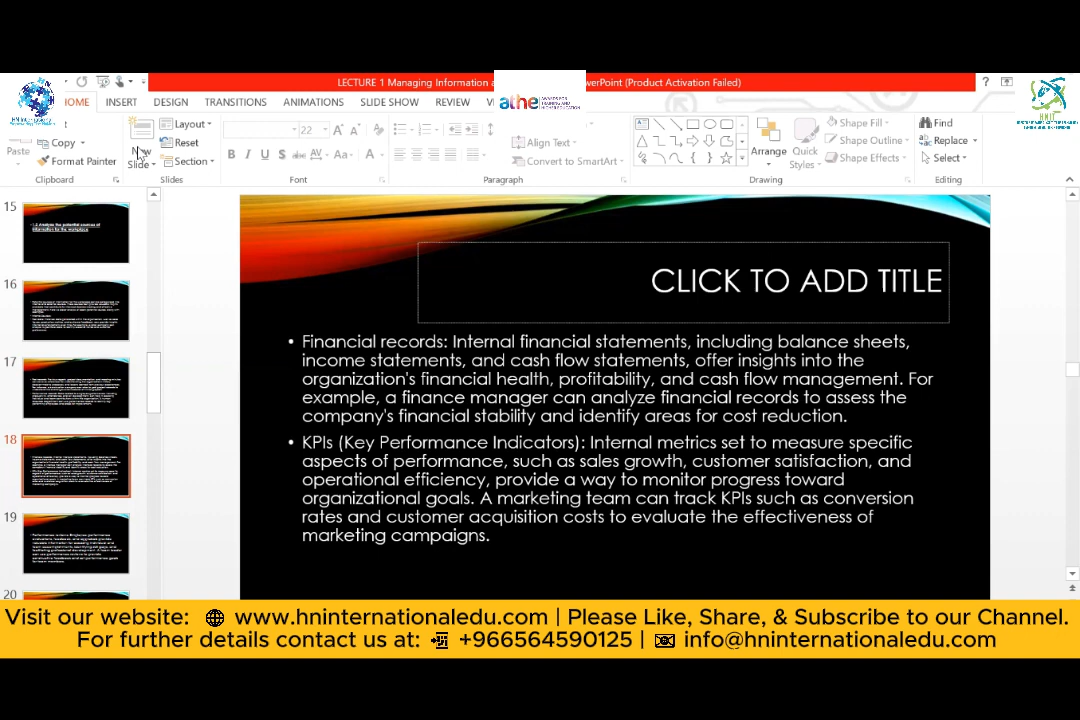 LECTURE 1 Managing Information a
werPoint (Product Activation Failed)
HOME INSERT DESIGN TRANSITIONS ANIMATIONS SLIDE SHOW REVIEW
athe
Paste
Copy
Format Painter
Clipboard
New Slide
Layout
Reset
Section
Slides
22
Font
Align Text
Convert to SmartArt
Paragraph
Arrange
Quick Styles
Shape Fill
Shape Outline
Shape Effects
Drawing
Find
Replace
Select
Editing
15
16
17
18
19
20
CLICK TO ADD TITLE
• Financial records: Internal financial statements, including balance sheets,
income statements, and cash flow statements, offer insights into the
organization's financial health, profitability, and cash flow management. For
example, a finance manager can analyze financial records to assess the
company's financial stability and identify areas for cost reduction.
• KPIs (Key Performance Indicators): Internal metrics set to measure specific
aspects of performance, such as sales growth, customer satisfaction, and
operational efficiency, provide a way to monitor progress toward
organizational goals. A marketing team can track KPIs such as conversion
rates and customer acquisition costs to evaluate the effectiveness of
marketing campaigns.
Visit our website: www.hninternationaledu.com | Please Like, Share, & Subscribe to our Channel.
For further details contact us at: +966564590125 | info@hninternationaledu.com